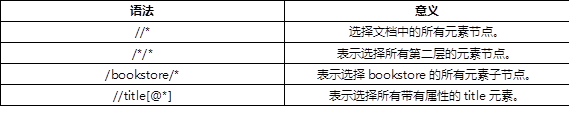 语法 意义
//* 选择文档中的所有元素节点。
/*/* 表示选择所有第二层的元素节点。
/bookstore/* 表示选择 bookstore 的所有元素子节点。
//title[@*] 表示选择所有带有属性的 title 元素。